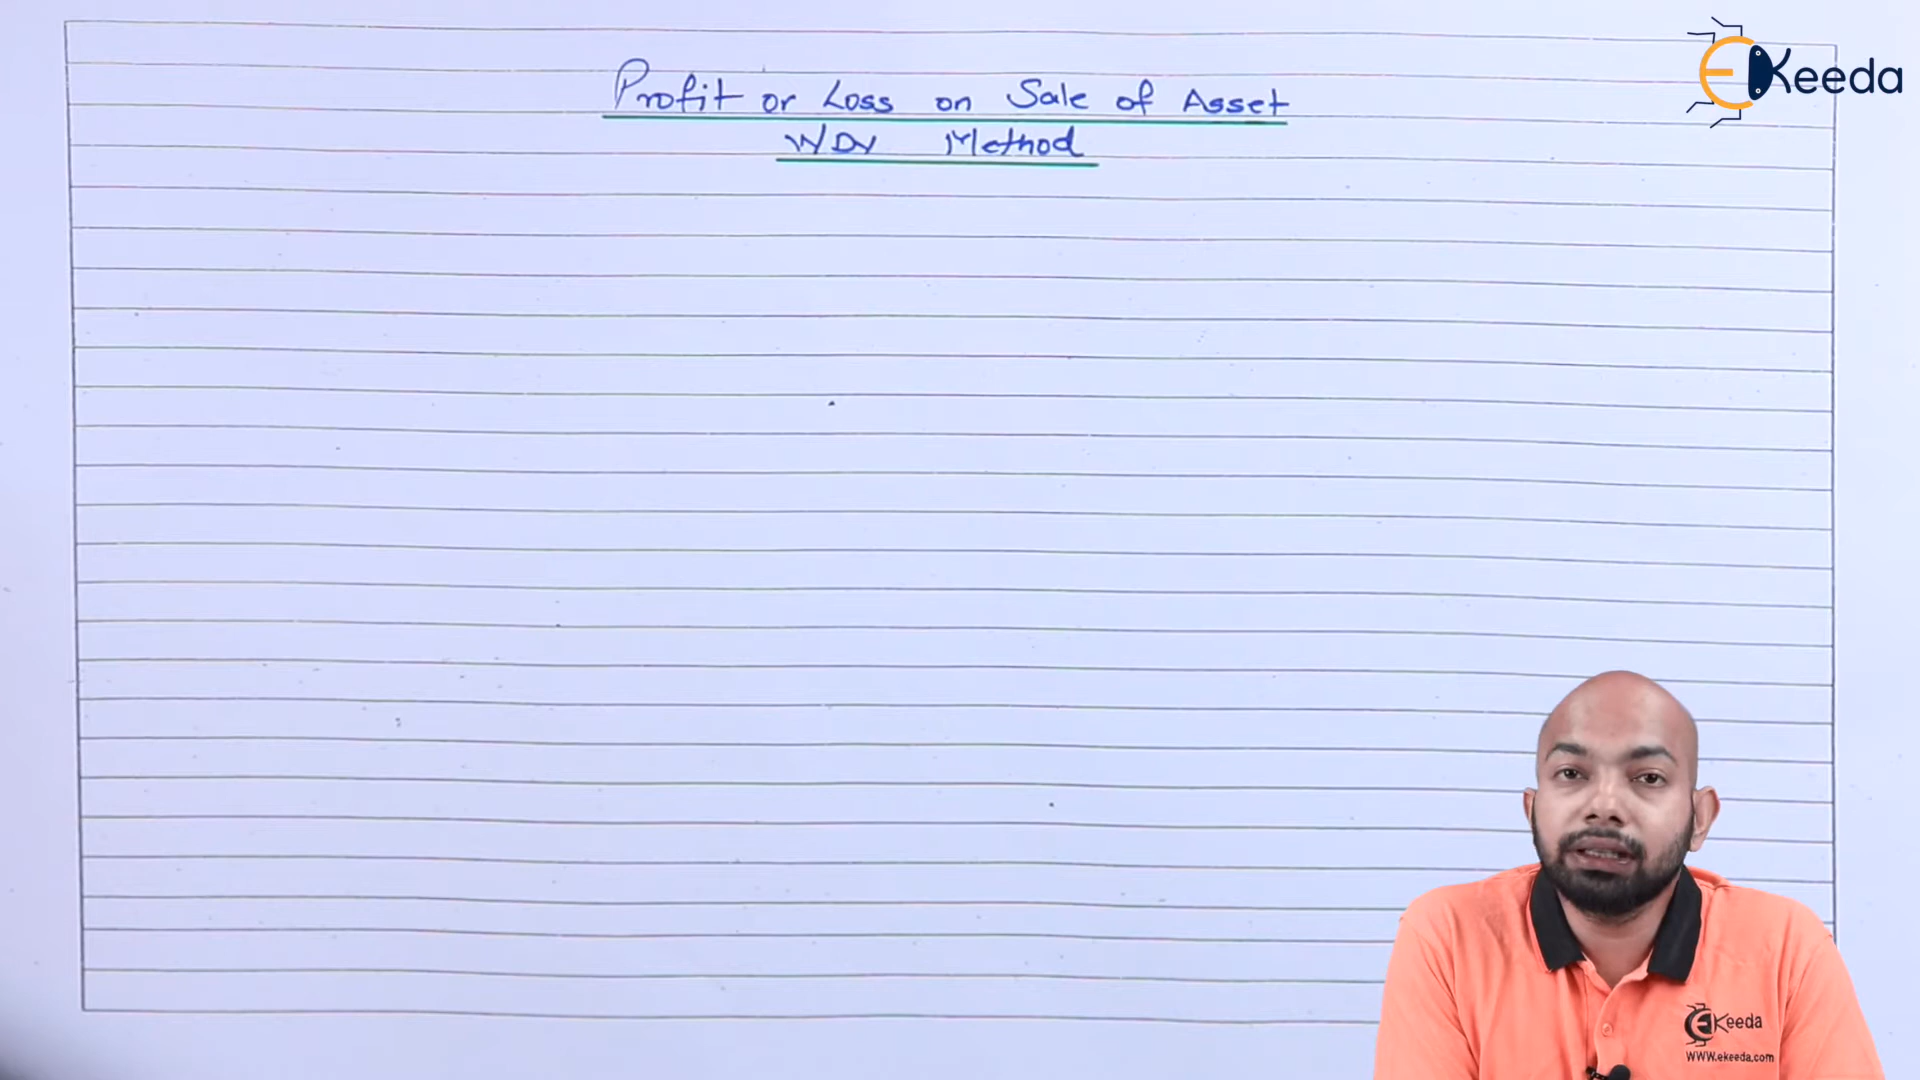 Profit or Loss on Sale of Asset
WDV Method
EKeeda
EKeeda
WWW.ekeeda.com